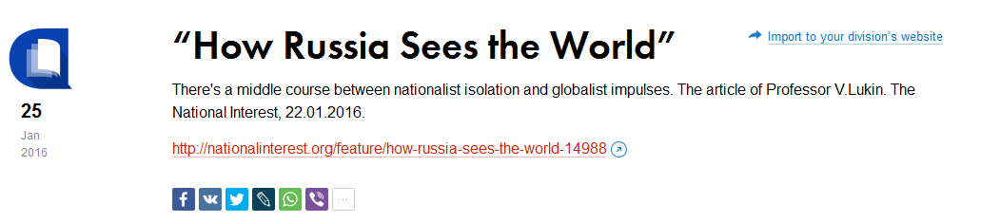 “How Russia Sees the World”
Import to your division's website
25
Jan
2016
There's a middle course between nationalist isolation and globalist impulses. The article of Professor V.Lukin. The
National Interest, 22.01.2016.
http://nationalinterest.org/feature/how-russia-sees-the-world-14988